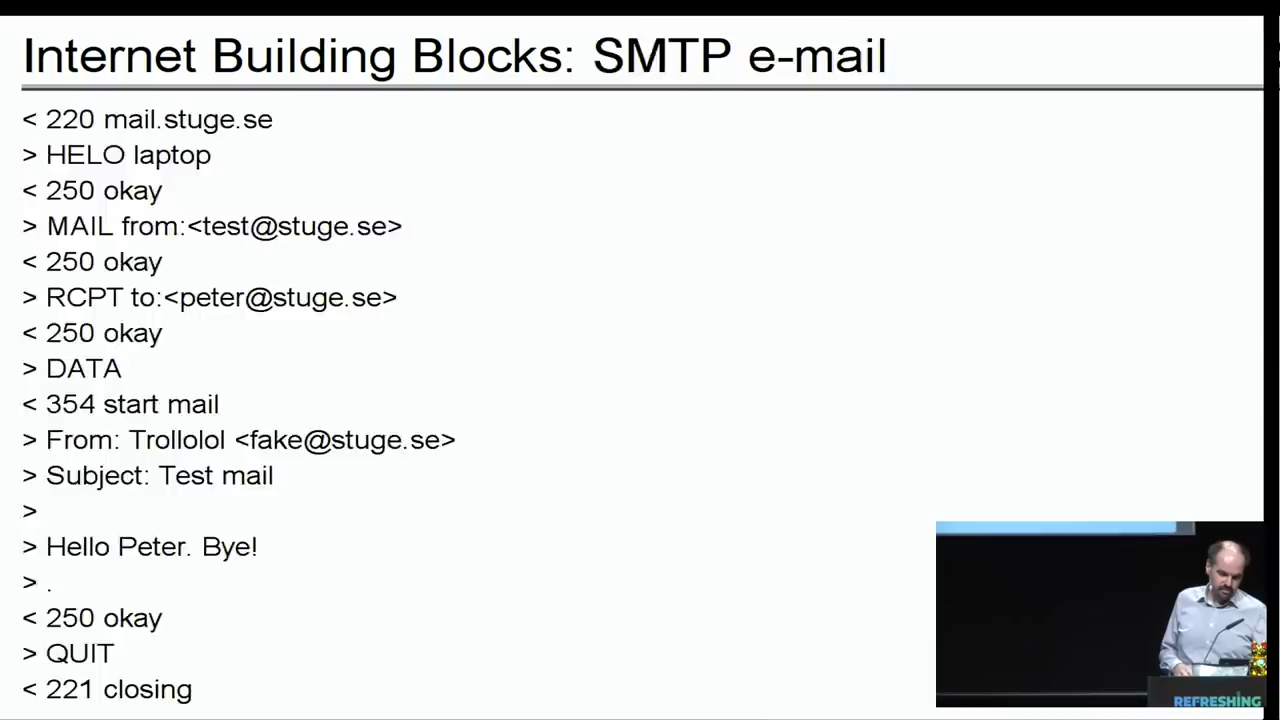 Internet Building Blocks: SMTP e-mail
< 220 mail.stuge.se
> HELO laptop
< 250 okay
> MAIL from:<test@stuge.se>
< 250 okay
> RCPT to:<peter@stuge.se>
< 250 okay
> DATA
< 354 start mail
> From: Trollolol <fake@stuge.se>
> Subject: Test mail
>
> Hello Peter. Bye!
> .
< 250 okay
> QUIT
< 221 closing
REFRESHING